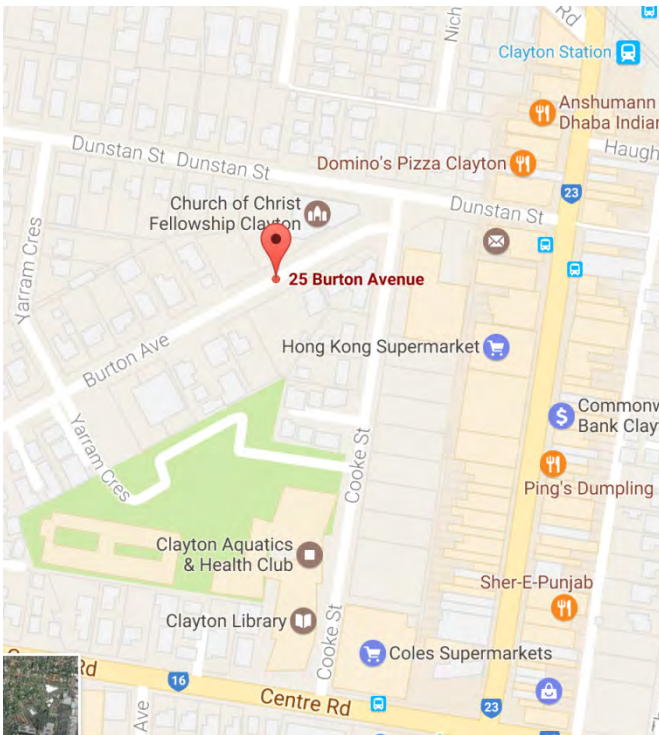 Rd
Nich
Clayton Station
Anshumann
Dhaba Indian
Haugh
Dunstan St Dunstan St
Domino's Pizza Clayton
23
Church of Christ
Fellowship Clayton
Dunstan St
Yarram Cres
25 Burton Avenue
Burton Ave
Hong Kong Supermarket
$
Commonw
Bank Clay
Yarram Cres
Cooke St
Ping's Dumpling
Clayton Aquatics
& Health Club
Sher-E-Punjab
Clayton Library
Cooke St
Coles Supermarkets
Rd
16
Centre Rd
23
Ave